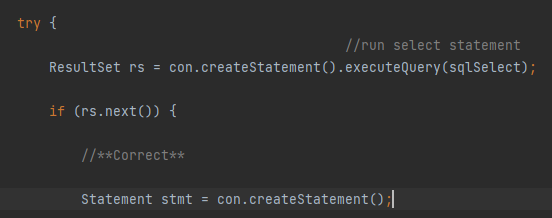 try {
//run select statement
ResultSet rs = con.createStatement().executeQuery(sqlSelect);
if (rs.next()) {
//**Correct**
Statement stmt = con.createStatement();